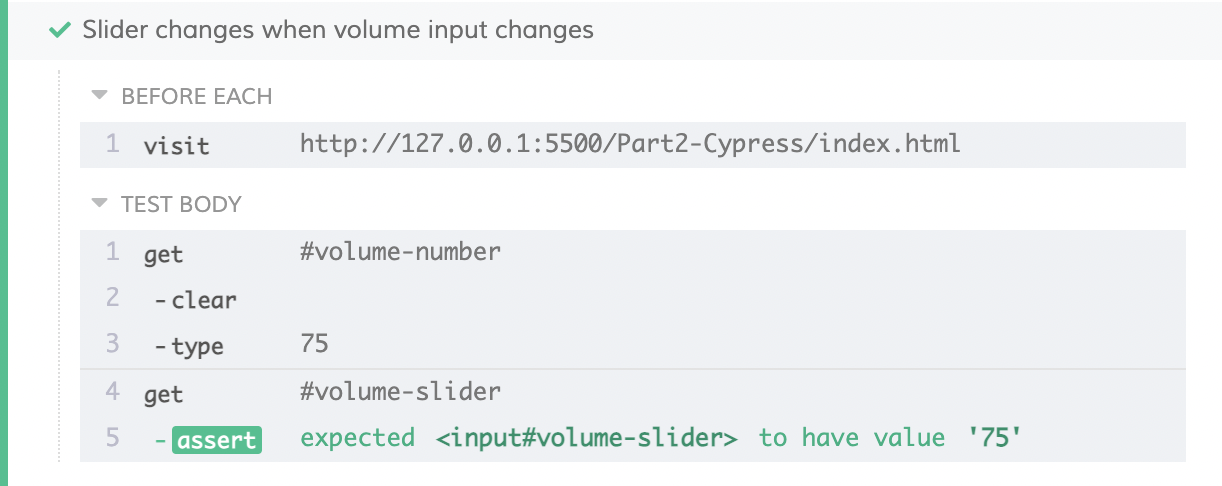 Slider changes when volume input changes
BEFORE EACH
1 visit http://127.0.0.1:5500/Part2-Cypress/index.html
TEST BODY
1 get #volume-number
2 -clear
3 -type 75
4 get #volume-slider
5 -assert expected <input#volume-slider> to have value '75'